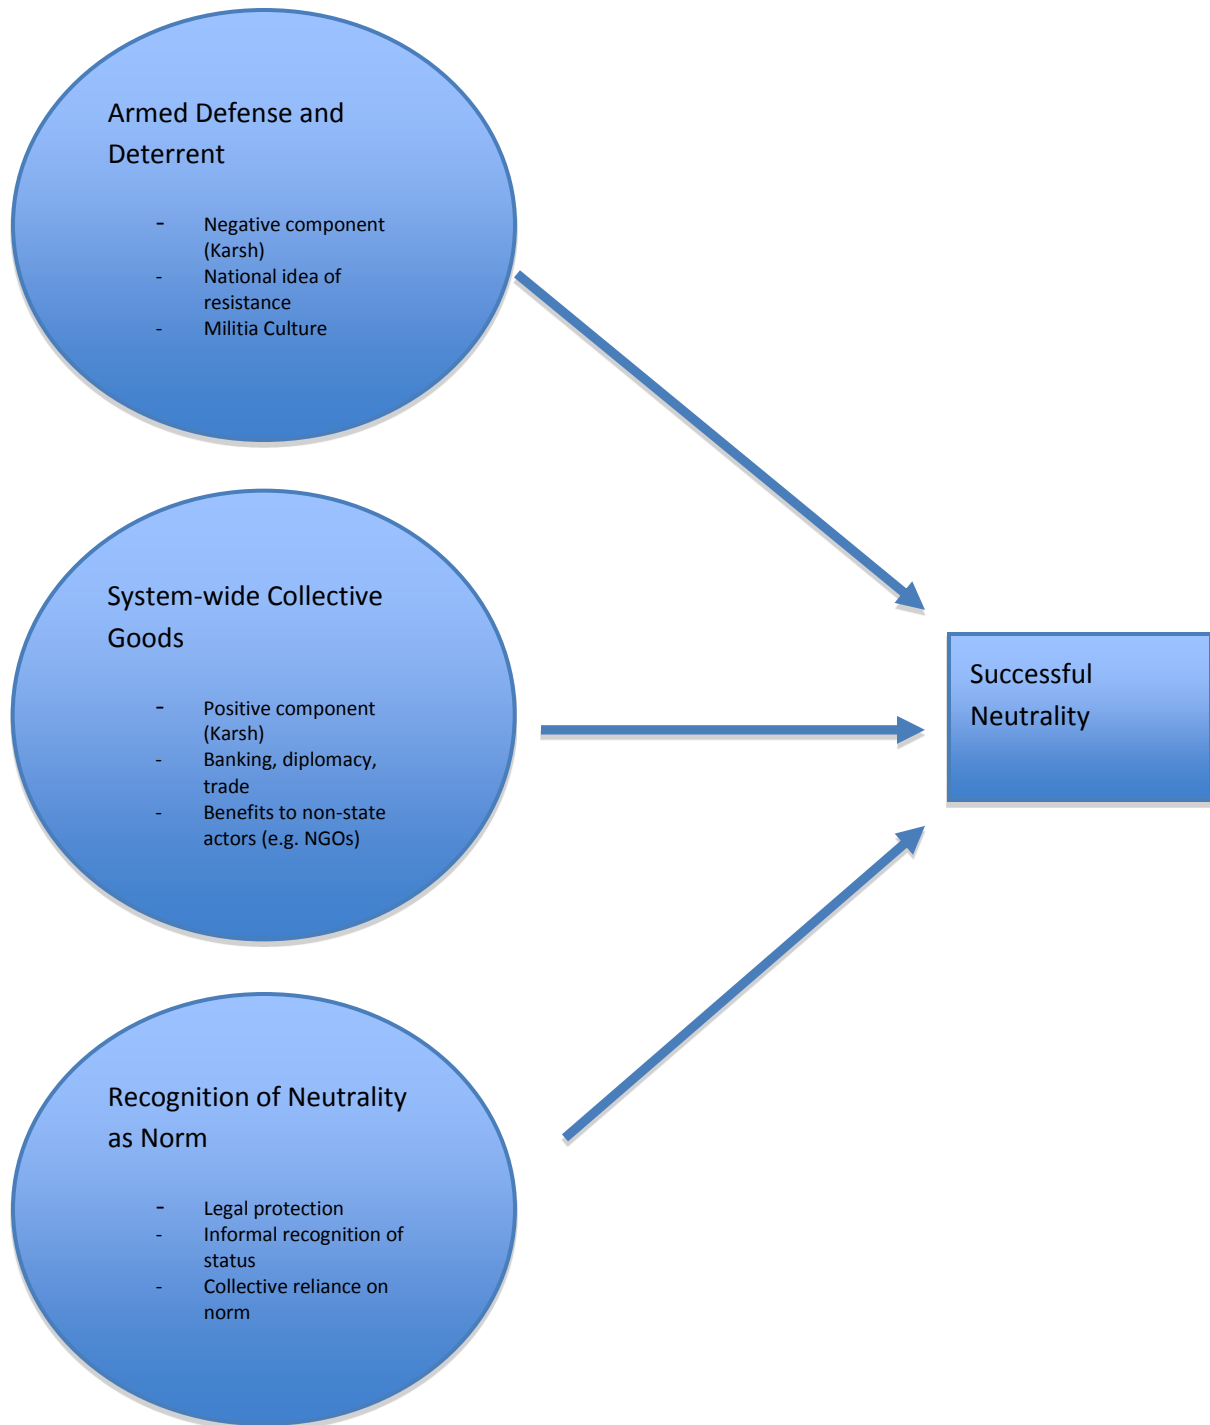 Armed Defense and
Deterrent
- Negative component
(Karsh)
- National idea of
resistance
- Militia Culture
System-wide Collective
Goods
- Positive component
(Karsh)
- Banking, diplomacy,
trade
- Benefits to non-state
actors (e.g. NGOs)
Successful
Neutrality
Recognition of Neutrality
as Norm
- Legal protection
- Informal recognition of
status
- Collective reliance on
norm